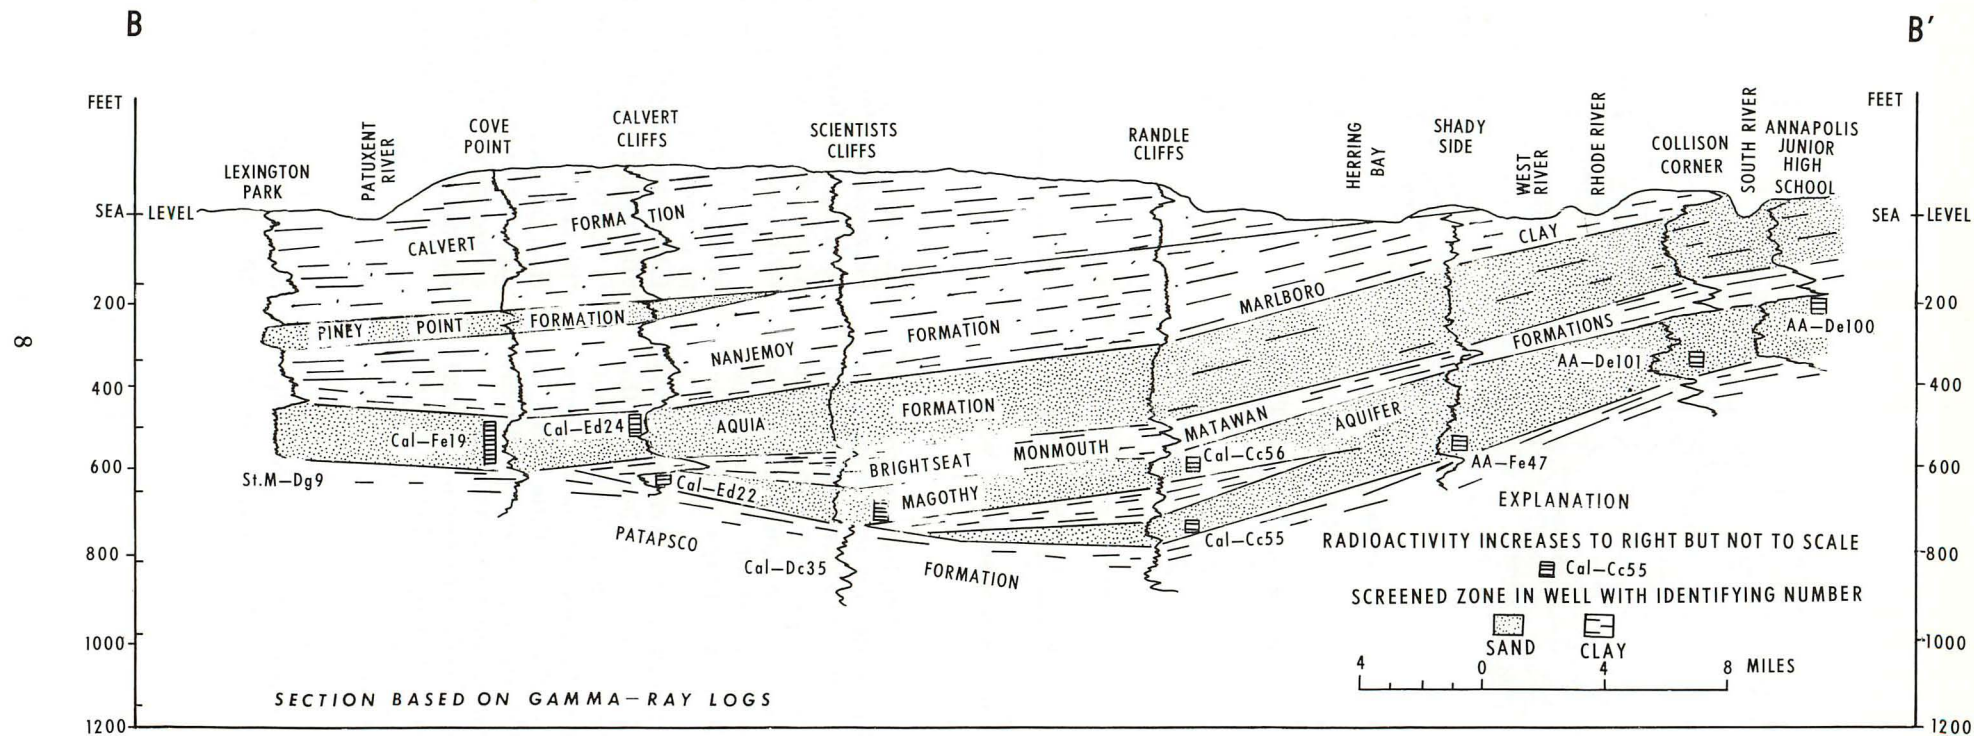 B
B′
FEET
FEET
LEXINGTON
PARK
PATUXENT
RIVER
COVE
POINT
CALVERT
CLIFFS
SCIENTISTS
CLIFFS
RANDLE
CLIFFS
HERRING
BAY
SHADY
SIDE
WEST
RIVER
RHODE RIVER
COLLISON
CORNER
SOUTH RIVER
ANNAPOLIS
JUNIOR
HIGH
SCHOOL
SEA LEVEL
SEA LEVEL
CALVERT FORMATION
CLAY
MARLBORO
200
200
PINEY POINT FORMATION
NANJEMOY FORMATION
FORMATIONS
AA–De100
AA–De101
8
400
400
AQUIA FORMATION
Cal–Fe19
Cal–Ed24
MATAWAN
AQUIFER
BRIGHTSEAT MONMOUTH
Cal–Cc56
600
600
St.M–Dg9
Cal–Ed22
MAGOTHY
AA–Fe47
PATAPSCO FORMATION
Cal–Dc35
Cal–Cc55
800
800
1000
1000
1200
1200
EXPLANATION
RADIOACTIVITY INCREASES TO RIGHT BUT NOT TO SCALE
Cal–Cc55
SCREENED ZONE IN WELL WITH IDENTIFYING NUMBER
SAND
CLAY
4 0 4 8 MILES
SECTION BASED ON GAMMA–RAY LOGS